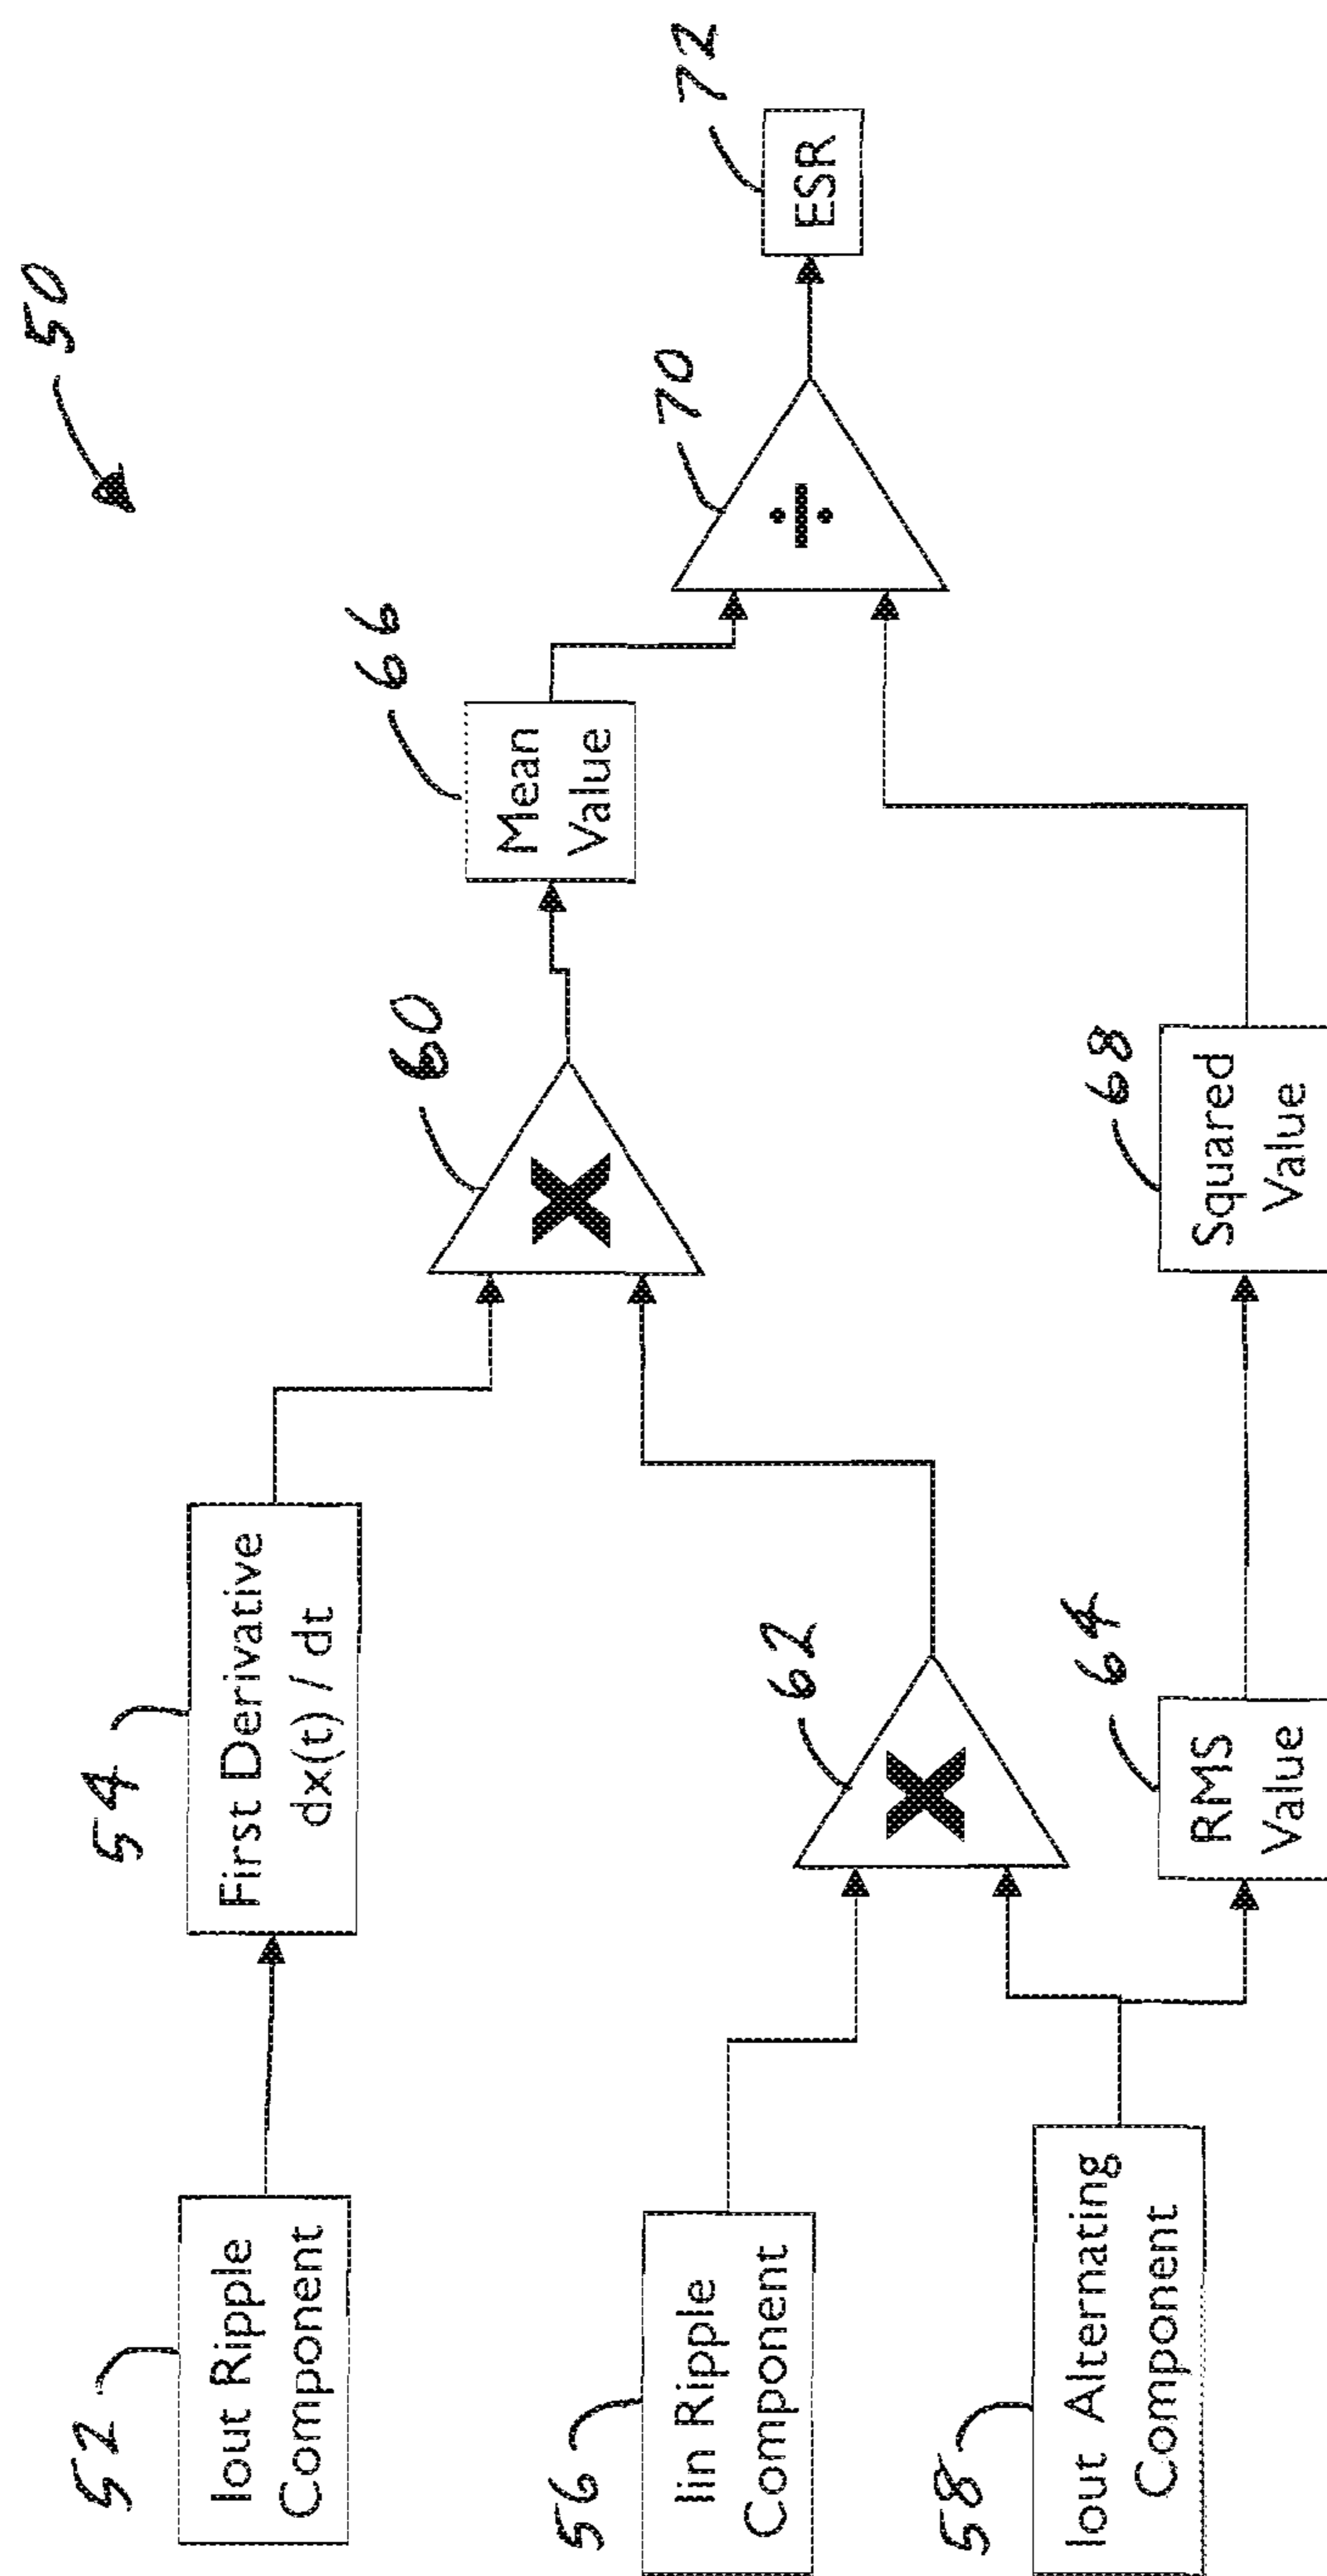 50
52
Iout Ripple
Component
54
First Derivative
dx(t) / dt
56
Iin Ripple
Component
58
Iout Alternating
Component
62
X
64
RMS
Value
60
X
66
Mean
Value
68
Squared
Value
70
÷
72
ESR